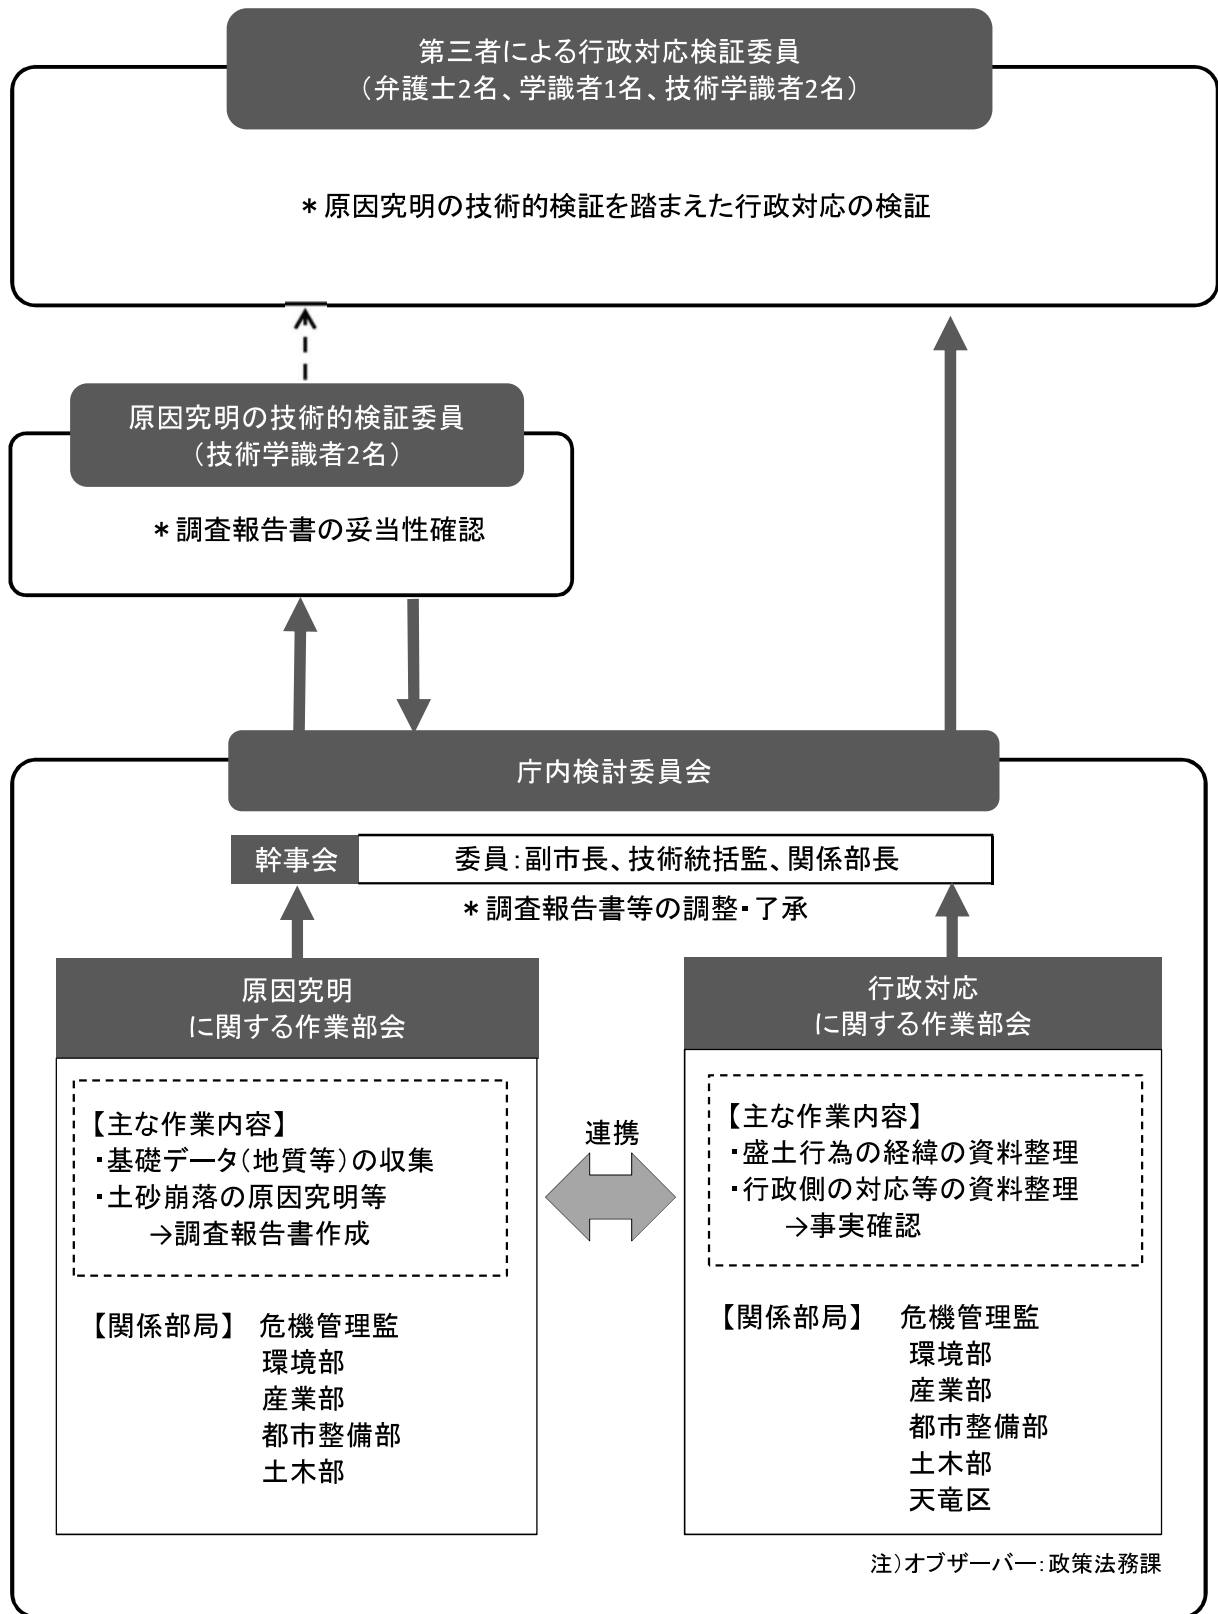 第三者による行政対応検証委員
（弁護士2名、学識者1名、技術学識者2名）
＊原因究明の技術的検証を踏まえた行政対応の検証
原因究明の技術的検証委員
（技術学識者2名）
＊調査報告書の妥当性確認
庁内検討委員会
幹事会
委員：副市長、技術統括監、関係部長
＊調査報告書等の調整・了承
原因究明
に関する作業部会
【主な作業内容】
・基礎データ（地質等）の収集
・土砂崩落の原因究明等
→調査報告書作成
【関係部局】 危機管理監
環境部
産業部
都市整備部
土木部
連携
行政対応
に関する作業部会
【主な作業内容】
・盛土行為の経緯の資料整理
・行政側の対応等の資料整理
→事実確認
【関係部局】 危機管理監
環境部
産業部
都市整備部
土木部
天竜区
注）オブザーバー：政策法務課